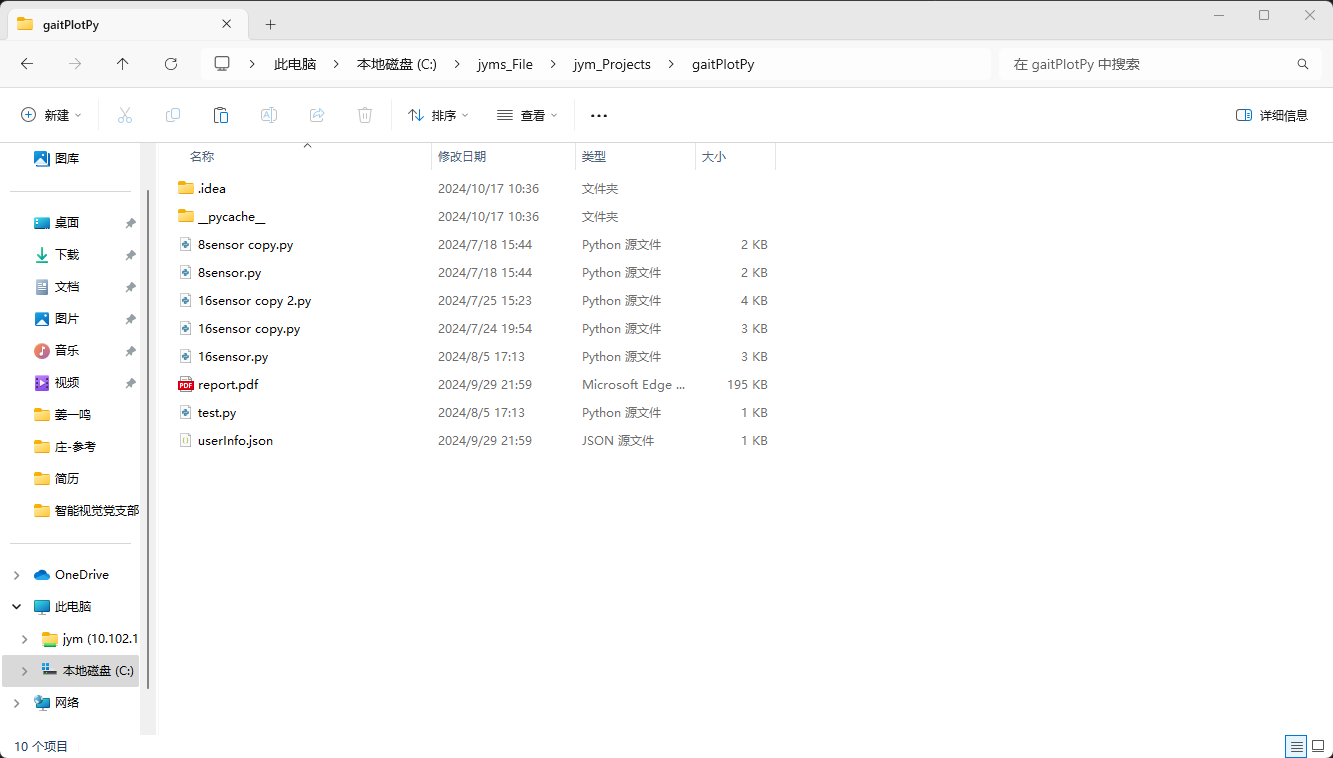 gaitPlotPy
此电脑 本地磁盘 (C:) jyms_File jym_Projects gaitPlotPy
在 gaitPlotPy 中搜索
新建 排序 查看 ··· 详细信息
图库
桌面
下载
文档
图片
音乐
视频
姜一鸣
庄-参考
简历
智能视觉党支部
OneDrive
此电脑
jym (10.102.1
本地磁盘 (C:)
网络
名称 修改日期 类型 大小
.idea 2024/10/17 10:36 文件夹
__pycache__ 2024/10/17 10:36 文件夹
8sensor copy.py 2024/7/18 15:44 Python 源文件 2 KB
8sensor.py 2024/7/18 15:44 Python 源文件 2 KB
16sensor copy 2.py 2024/7/25 15:23 Python 源文件 4 KB
16sensor copy.py 2024/7/24 19:54 Python 源文件 3 KB
16sensor.py 2024/8/5 17:13 Python 源文件 3 KB
PDF report.pdf 2024/9/29 21:59 Microsoft Edge ... 195 KB
test.py 2024/8/5 17:13 Python 源文件 1 KB
userInfo.json 2024/9/29 21:59 JSON 源文件 1 KB
10 个项目